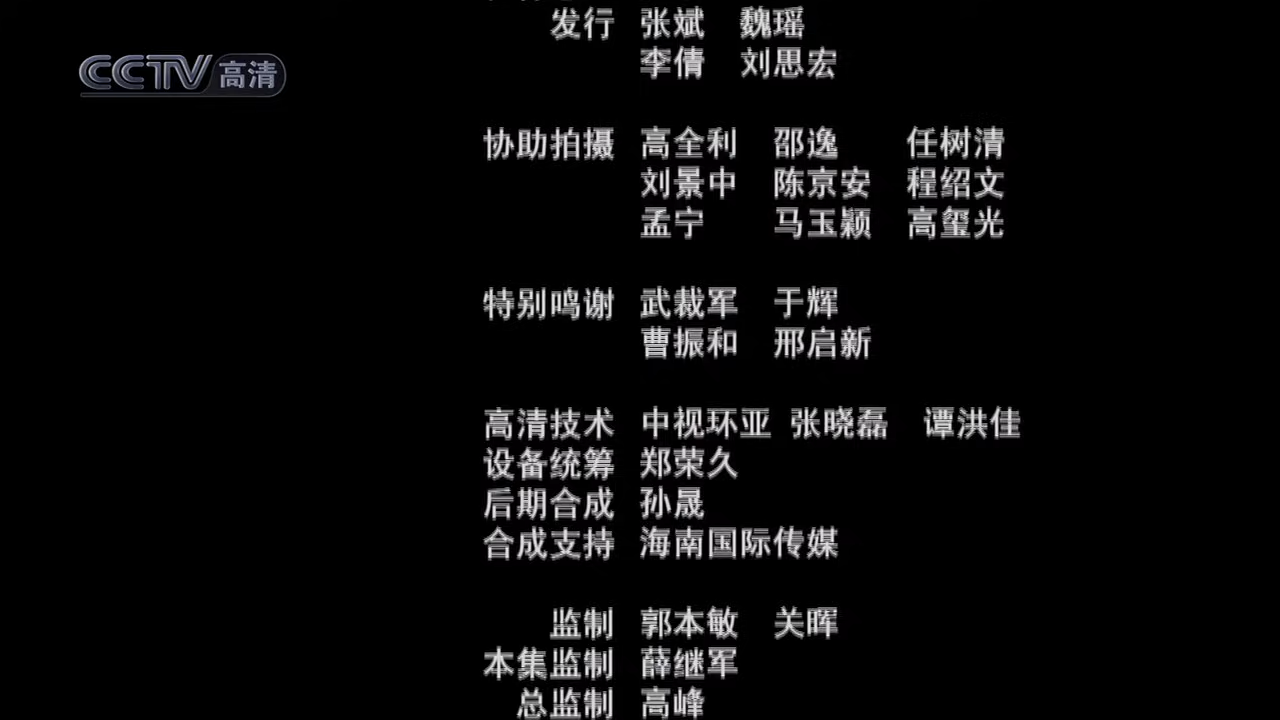 发行 张斌 魏瑶
李倩 刘思宏
CCTV高清
协助拍摄 高全利 邵逸 任树清
刘景中 陈京安 程绍文
孟宁 马玉颖 高玺光
特别鸣谢 武裁军 于辉
曹振和 邢启新
高清技术 中视环亚 张晓磊 谭洪佳
设备统筹 郑荣久
后期合成 孙晟
合成支持 海南国际传媒
监制 郭本敏 关晖
本集监制 薛继军
总监制 高峰